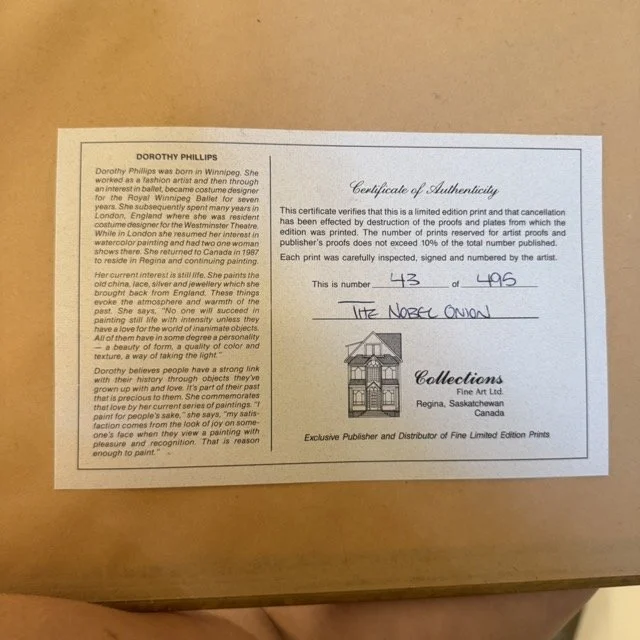 DOROTHY PHILLIPS
Dorothy Phillips was born in Winnipeg. She
worked as a fashion artist and then through
an interest in ballet, became costume designer
for the Royal Winnipeg Ballet for seven
years. She subsequently spent many years in
London, England where she was resident
costume designer for the Westminster Theatre.
While in London she resumed her interest in
watercolor painting and had two one woman
shows there. She returned to Canada in 1987
to reside in Regina and continuing painting.
Her current interest is still life. She paints the
old china, lace, silver and jewellery which she
brought back from England. These things
evoke the atmosphere and warmth of the
past. She says, "No one will succeed in
painting still life with intensity unless they
have a love for the world of inanimate objects.
All of them have in some degree a personality
— a beauty of form, a quality of color and
texture, a way of taking the light."
Dorothy believes people have a strong link
with their history through objects they've
grown up with and love. It's part of their past
that is precious to them. She commemorates
that love by her current series of paintings. "I
paint for people's sake," she says, "my satis-
faction comes from the look of joy on some-
one's face when they view a painting with
pleasure and recognition. That is reason
enough to paint."
Certificate of Authenticity
This certificate verifies that this is a limited edition print and that cancellation
has been effected by destruction of the proofs and plates from which the
edition was printed. The number of prints reserved for artist proofs and
publisher's proofs does not exceed 10% of the total number published.
Each print was carefully inspected, signed and numbered by the artist.
This is number 43 of 495
THE NOBEL ONION
Collections
Fine Art Ltd.
Regina, Saskatchewan
Canada
Exclusive Publisher and Distributor of Fine Limited Edition Prints